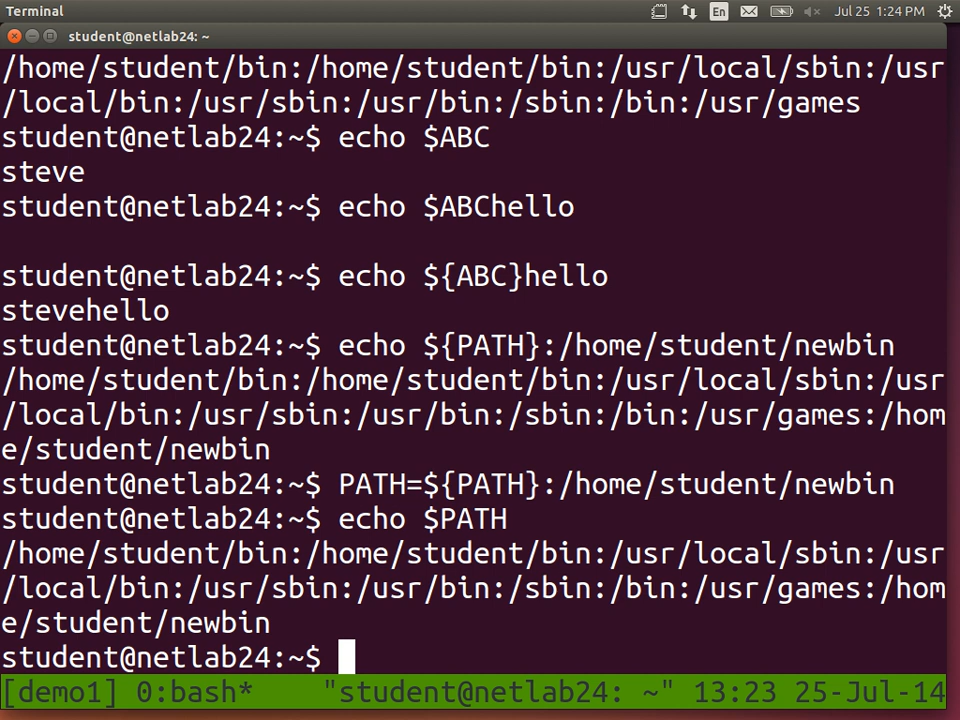 Terminal
En
Jul 25 1:24 PM
student@netlab24: ~
/home/student/bin:/home/student/bin:/usr/local/sbin:/usr
/local/bin:/usr/sbin:/usr/bin:/sbin:/bin:/usr/games
student@netlab24:~$ echo $ABC
steve
student@netlab24:~$ echo $ABChello
student@netlab24:~$ echo ${ABC}hello
stevehello
student@netlab24:~$ echo ${PATH}:/home/student/newbin
/home/student/bin:/home/student/bin:/usr/local/sbin:/usr
/local/bin:/usr/sbin:/usr/bin:/sbin:/bin:/usr/games:/hom
e/student/newbin
student@netlab24:~$ PATH=${PATH}:/home/student/newbin
student@netlab24:~$ echo $PATH
/home/student/bin:/home/student/bin:/usr/local/sbin:/usr
/local/bin:/usr/sbin:/usr/bin:/sbin:/bin:/usr/games:/hom
e/student/newbin
student@netlab24:~$
[demo1] 0:bash* "student@netlab24: ~" 13:23 25-Jul-14